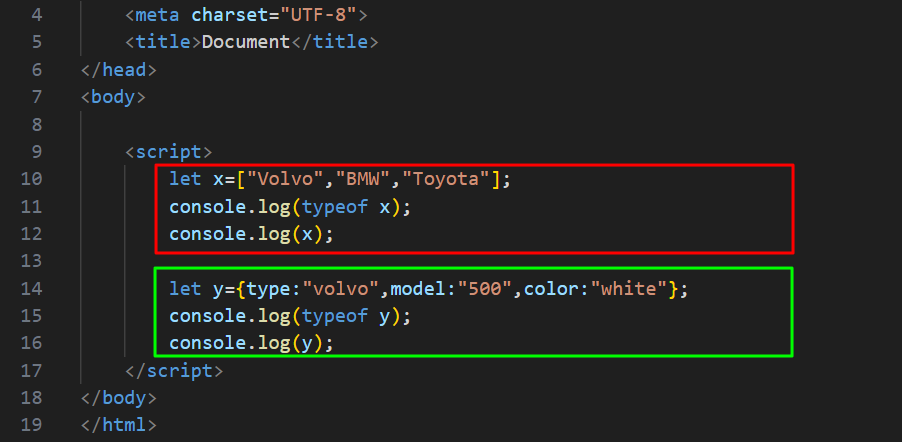 4 <meta charset="UTF-8">
5 <title>Document</title>
6 </head>
7 <body>
8
9 <script>
10 let x=["Volvo","BMW","Toyota"];
11 console.log(typeof x);
12 console.log(x);
13
14 let y={type:"volvo",model:"500",color:"white"};
15 console.log(typeof y);
16 console.log(y);
17 </script>
18 </body>
19 </html>